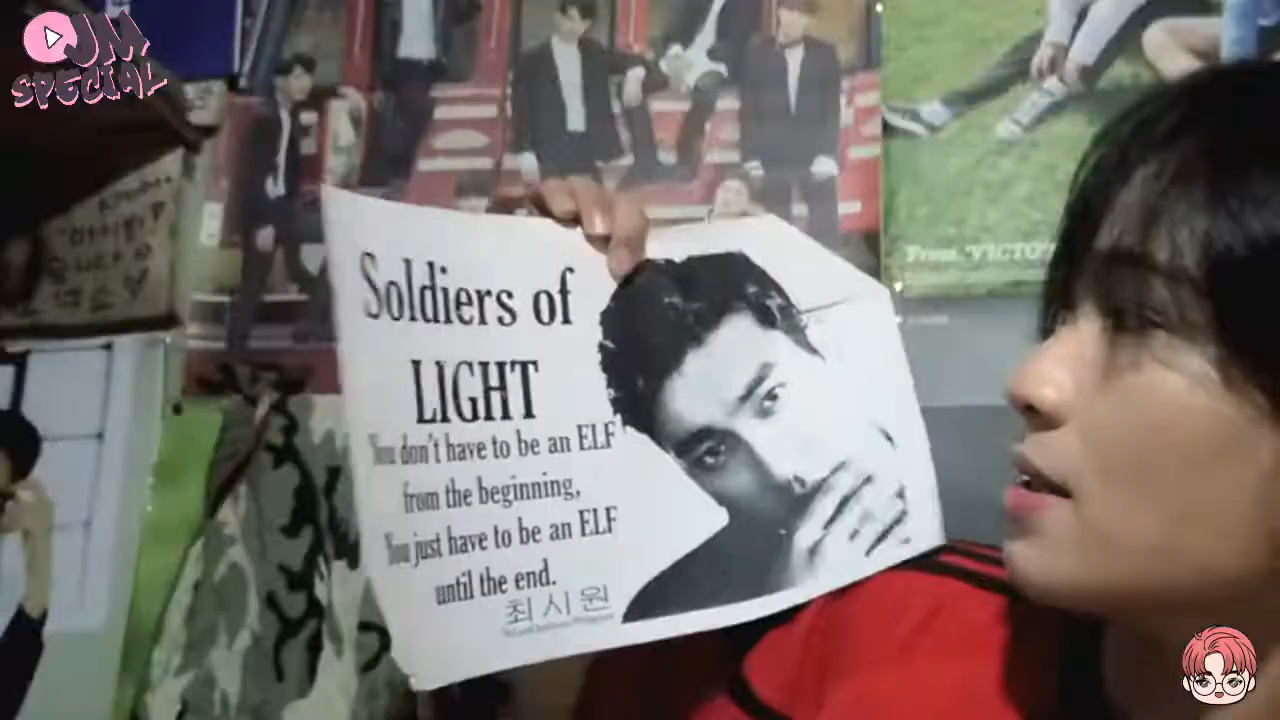 JM
SPECIAL
From. 'VICTO
Soldiers of
LIGHT
You don't have to be an ELF
from the beginning,
You just have to be an ELF
until the end.
최시원